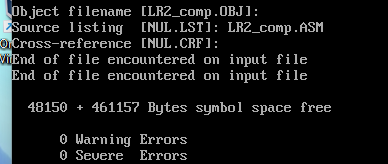 Object filename [LR2_comp.OBJ]:
Source listing  [NUL.LST]: LR2_comp.ASM
Cross-reference [NUL.CRF]:
End of file encountered on input file
End of file encountered on input file
48150 + 461157 Bytes symbol space free
0 Warning Errors
0 Severe  Errors